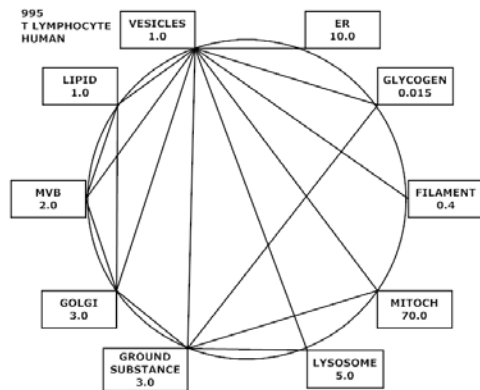 995
T LYMPHOCYTE
HUMAN
VESICLES
1.0
ER
10.0
LIPID
1.0
GLYCOGEN
0.015
MVB
2.0
FILAMENT
0.4
GOLGI
3.0
MITOCH
70.0
GROUND
SUBSTANCE
3.0
LYSOSOME
5.0